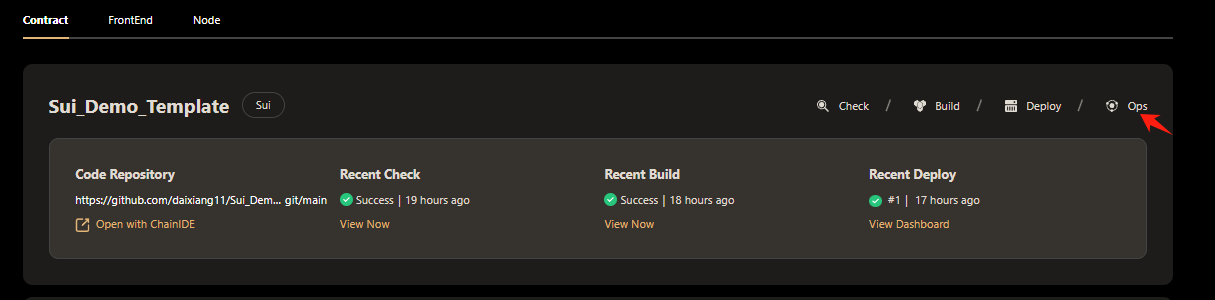 Contract FrontEnd Node
Sui_Demo_Template Sui Check / Build / Deploy / Ops
Code Repository Recent Check Recent Build Recent Deploy
https://github.com/daixiang11/Sui_Dem... git/main Success | 19 hours ago Success | 18 hours ago #1 | 17 hours ago
Open with ChainIDE View Now View Now View Dashboard